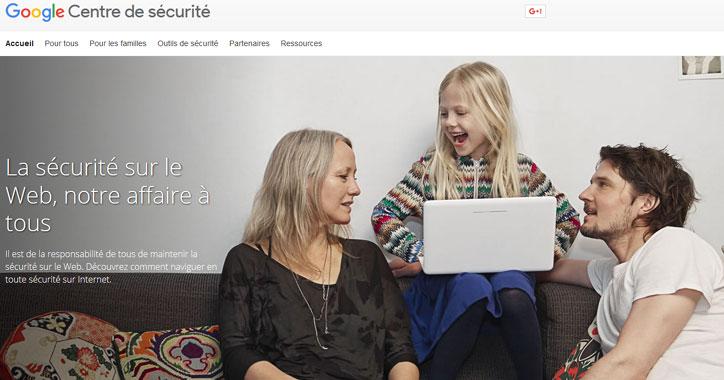 Google Centre de sécurité
G+1
Accueil Pour tous Pour les familles Outils de sécurité Partenaires Ressources
La sécurité sur le
Web, notre affaire à
tous
Il est de la responsabilité de tous de maintenir la
sécurité sur le Web. Découvrez comment naviguer en
toute sécurité sur Internet.